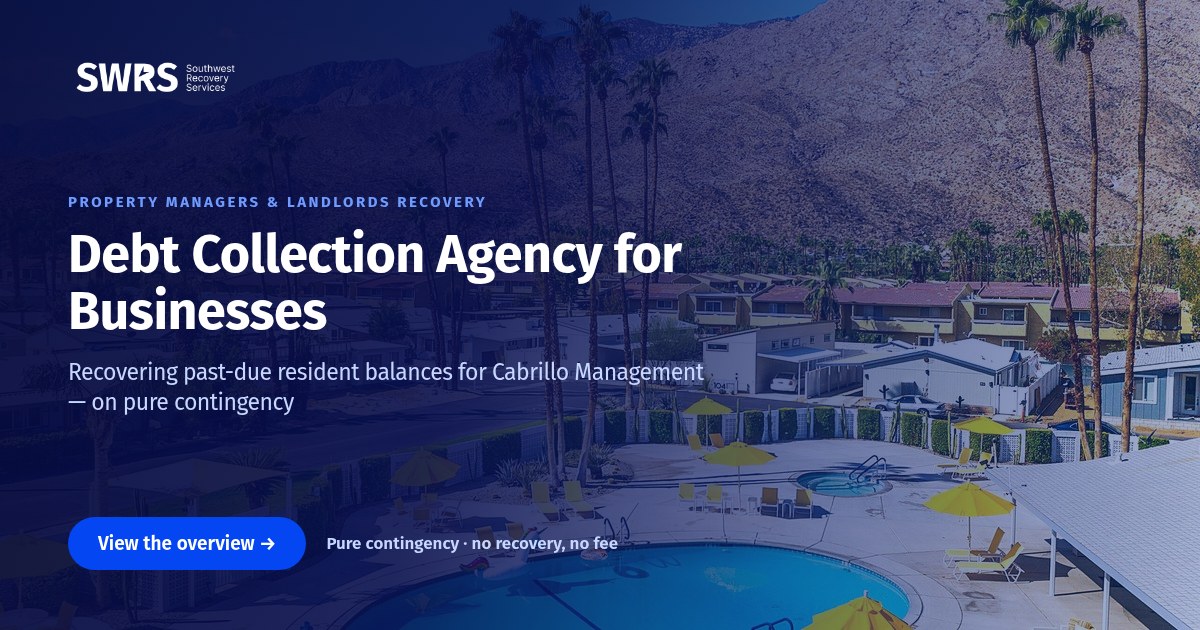 SWRS
Southwest
Recovery
Services
PROPERTY MANAGERS & LANDLORDS RECOVERY
Debt Collection Agency for
Businesses
Recovering past-due resident balances for Cabrillo Management
— on pure contingency
View the overview →
Pure contingency · no recovery, no fee